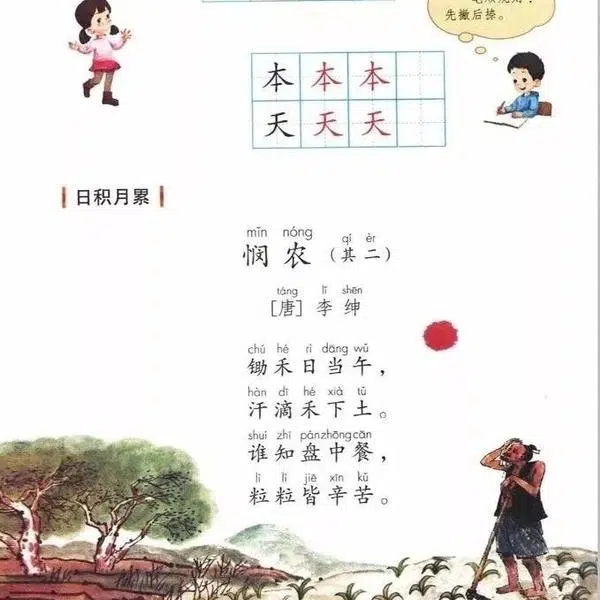 先撇后捺。
本 本 本
天 天 天
日积月累
mǐn nóng qí èr
悯农（其二）
táng lǐ shēn
［唐］李绅
chú hé rì dāng wǔ
锄禾日当午，
hàn dī hé xià tǔ
汗滴禾下土。
shuí zhī pán zhōng cān
谁知盘中餐，
lì lì jiē xīn kǔ
粒粒皆辛苦。